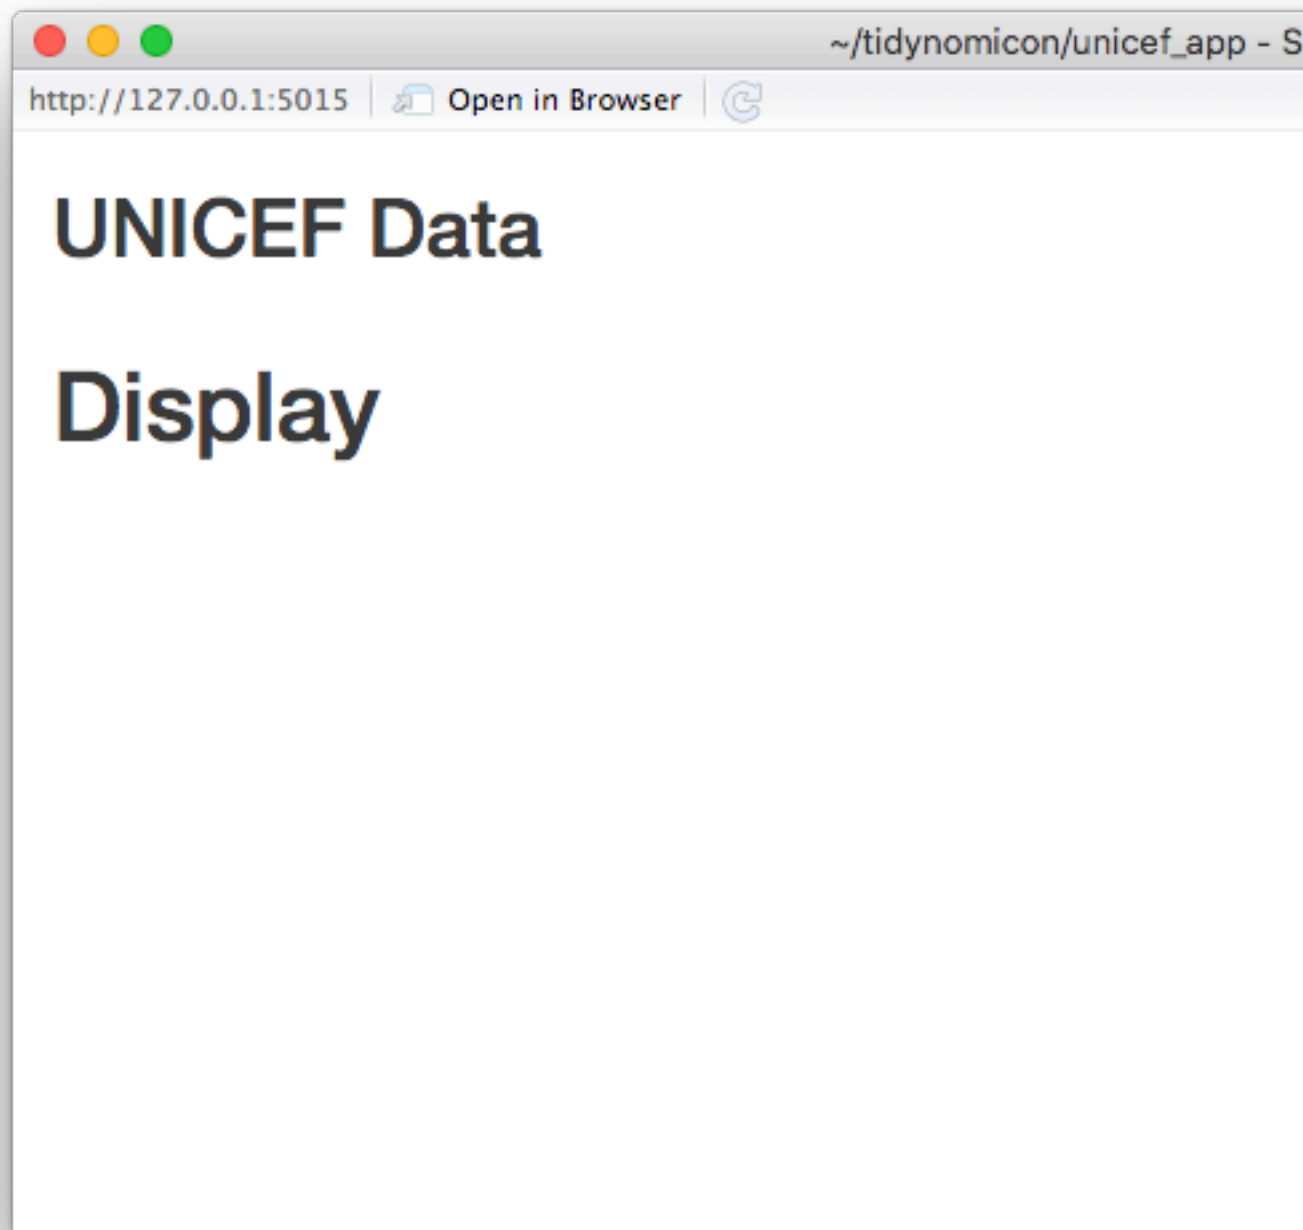 ~/tidynomicon/unicef_app - S
http://127.0.0.1:5015 Open in Browser
UNICEF Data
Display